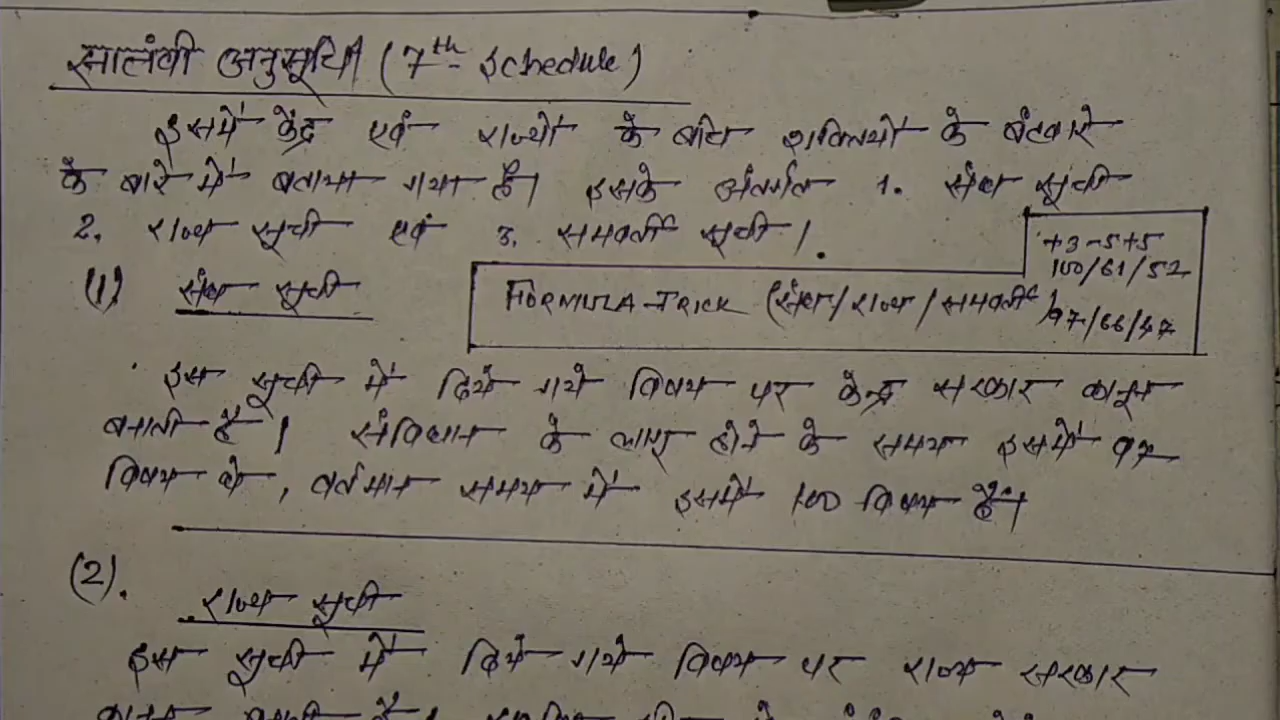 सातंवी अनुसूची (7th schedule)
इसमें केंद्र एवं राज्यों के बीच शक्तियों के बंटवारे
के बारे में बताया गया है। इसके अंतर्गत 1. संघ सूची
2. राज्य सूची एवं 3. समवर्ती सूची।
+3-5+5
100/61/52
(1) संघ सूची
FORMULA-TRICK (संघ/राज्य/समवर्ती) 97/66/47
इस सूची में दिये गये विषय पर केन्द्र सरकार कानून
बनाती है। संविधान के लागू होने के समय इसमें 97
विषय थे, वर्तमान समय में इसमें 100 विषय हैं।
(2). राज्य सूची
इस सूची में दिये गये विषय पर राज्य सरकार